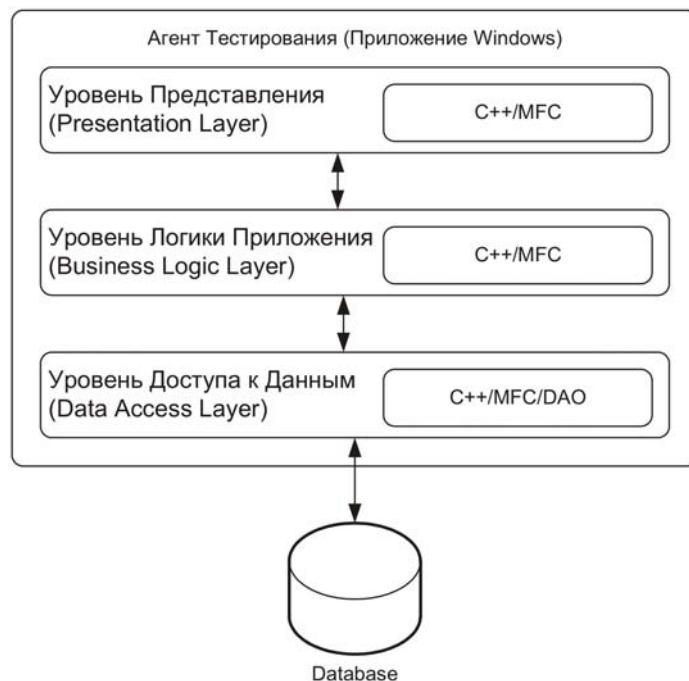 Агент Тестирования (Приложение Windows)
Уровень Представления
(Presentation Layer)
C++/MFC
Уровень Логики Приложения
(Business Logic Layer)
C++/MFC
Уровень Доступа к Данным
(Data Access Layer)
C++/MFC/DAO
Database